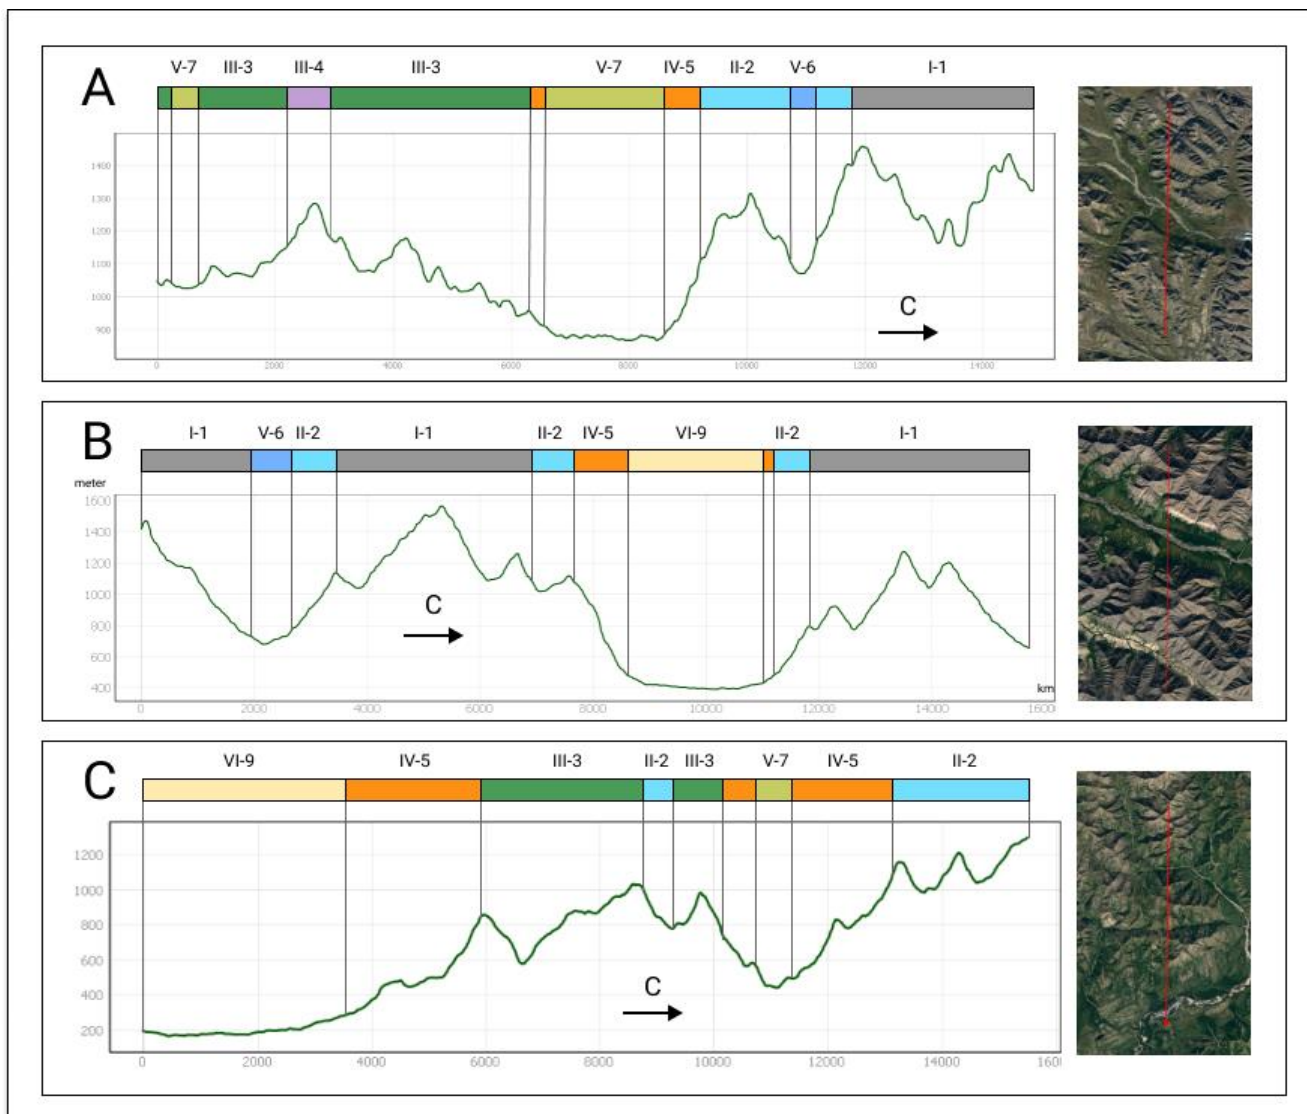 V-7 III-3 III-4 III-3 V-7 IV-5 II-2 V-6 I-1
A
1400
1300
1200
1100
1000
900
С
0 2000 4000 6000 8000 10000 12000 14000
I-1 V-6 II-2 I-1 II-2 IV-5 VI-9 II-2 I-1
B
meter
1600
1400
1200
1000
800
600
400
С
km
0 2000 4000 6000 8000 10000 12000 14000 1600
VI-9 IV-5 III-3 II-2 III-3 V-7 IV-5 II-2
C
1200
1000
800
600
400
200
С
0 2000 4000 6000 8000 10000 12000 14000 160